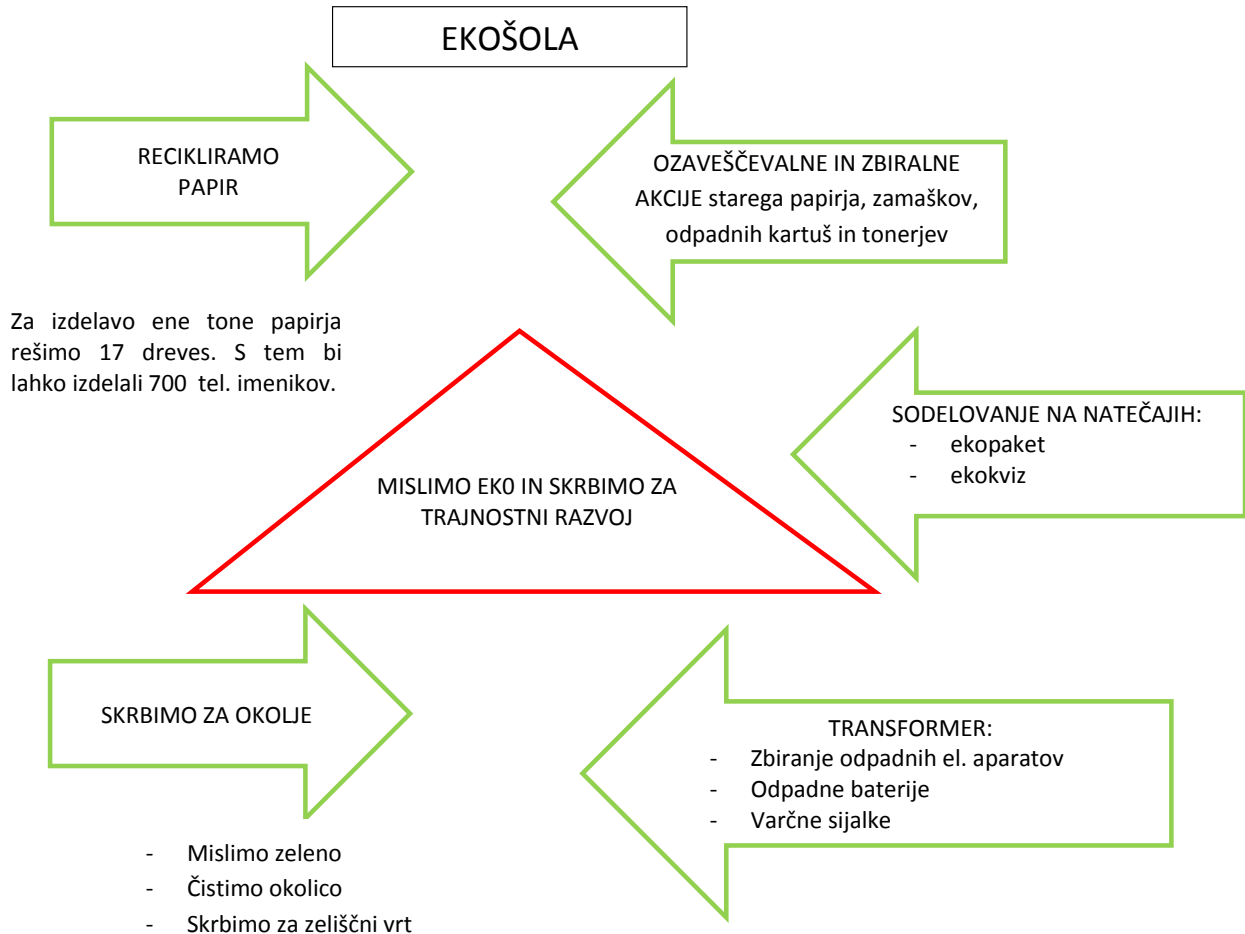 EKOŠOLA
RECIKLIRAMO
PAPIR
OZAVEŠČEVALNE IN ZBIRALNE
AKCIJE starega papirja, zamaškov,
odpadnih kartuš in tonerjev
Za izdelavo ene tone papirja
rešimo 17 dreves. S tem bi
lahko izdelali 700 tel. imenikov.
SODELOVANJE NA NATEČAJIH:
- ekopaket
- ekokviz
MISLIMO EK0 IN SKRBIMO ZA
TRAJNOSTNI RAZVOJ
SKRBIMO ZA OKOLJE
TRANSFORMER:
- Zbiranje odpadnih el. aparatov
- Odpadne baterije
- Varčne sijalke
- Mislimo zeleno
- Čistimo okolico
- Skrbimo za zeliščni vrt